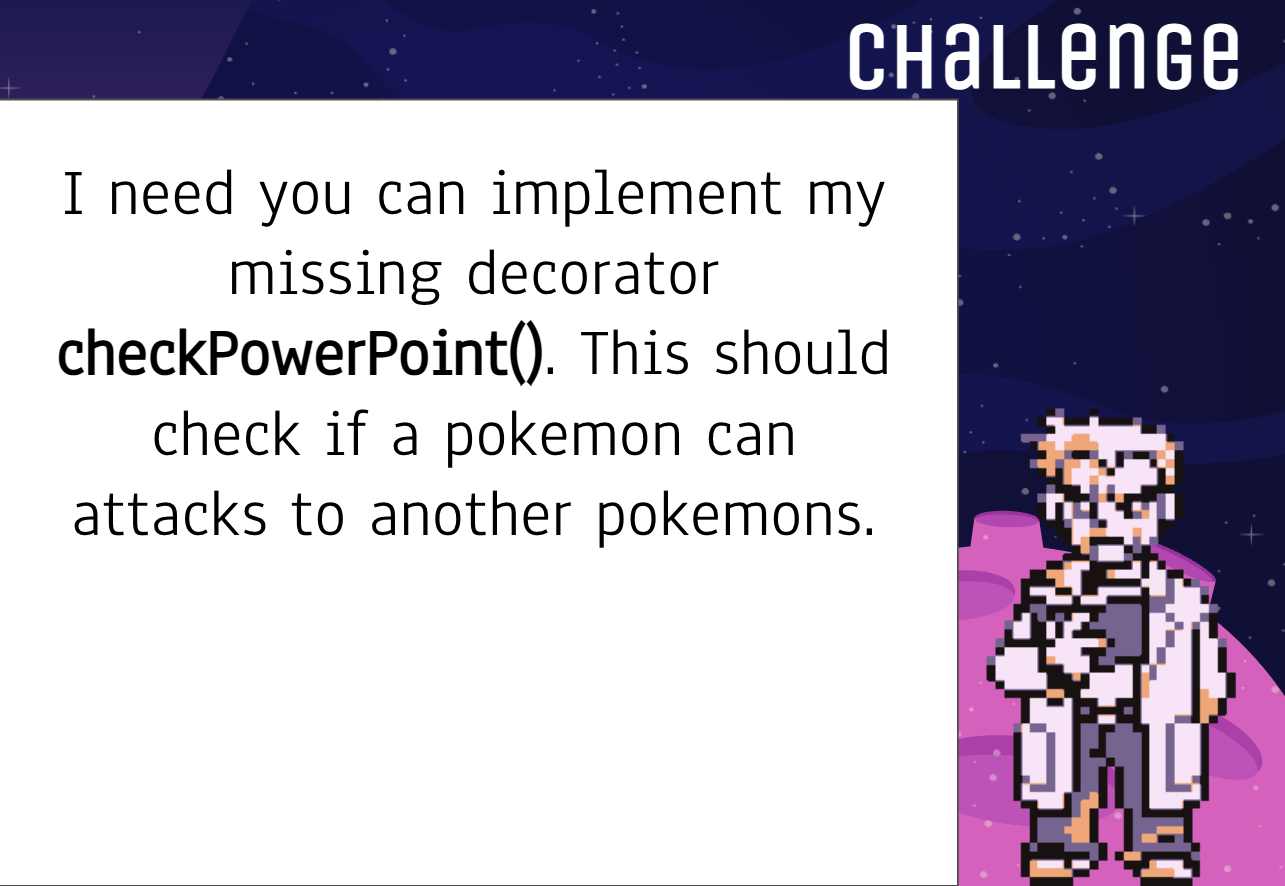 CHaLLeNGe
I need you can implement my
missing decorator
checkPowerPoint(). This should
check if a pokemon can
attacks to another pokemons.